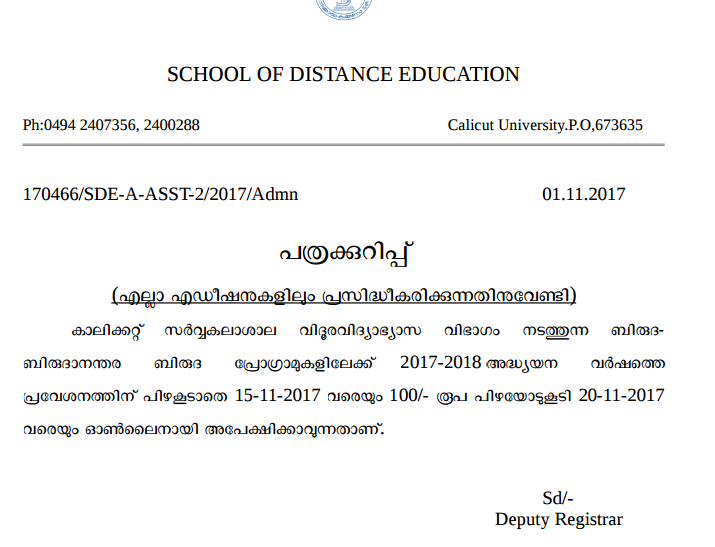 SCHOOL OF DISTANCE EDUCATION
Ph:0494 2407356, 2400288 Calicut University.P.O,673635
170466/SDE-A-ASST-2/2017/Admn 01.11.2017
പത്രക്കുറിപ്പ്
(എല്ലാ എഡീഷനുകളിലും പ്രസിദ്ധീകരിക്കുന്നതിനുവേണ്ടി)
കാലിക്കറ്റ് സർവ്വകലാശാല വിദൂരവിദ്യാഭ്യാസ വിഭാഗം നടത്തുന്ന ബിരുദ-
ബിരുദാനന്തര ബിരുദ പ്രോഗ്രാമുകളിലേക്ക് 2017-2018 അദ്ധ്യയന വർഷത്തെ
പ്രവേശനത്തിന് പിഴകൂടാതെ 15-11-2017 വരെയും 100/- രൂപ പിഴയോടുകൂടി 20-11-2017
വരെയും ഓൺലൈനായി അപേക്ഷിക്കാവുന്നതാണ്.
Sd/-
Deputy Registrar